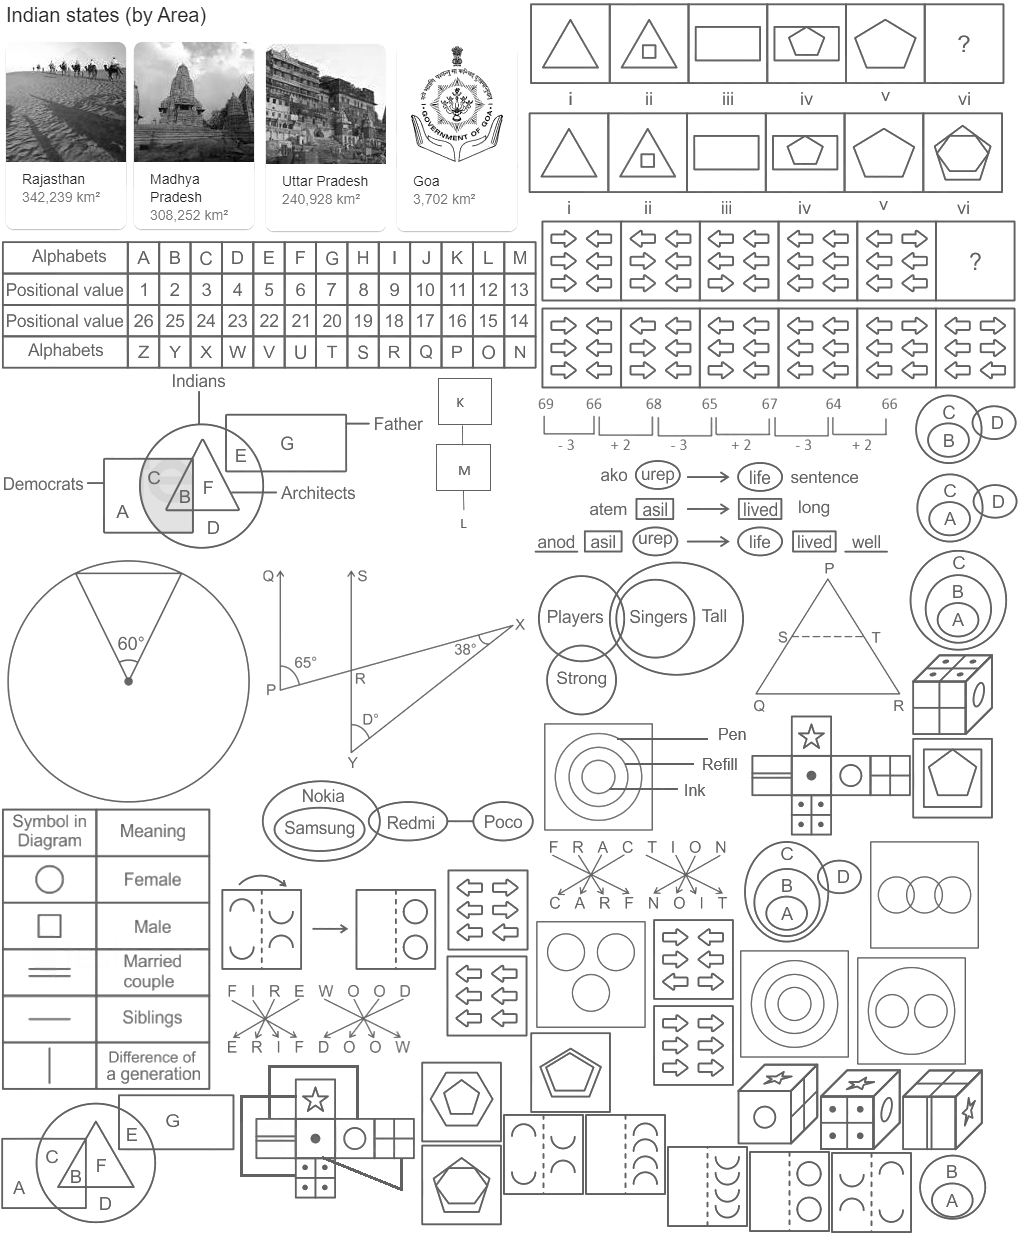 Indian states (by Area)
Rajasthan
342,239 km²
Madhya
Pradesh
308,252 km²
Uttar Pradesh
240,928 km²
GOVERNMENT OF GOA
Goa
3,702 km²
?
i ii iii iv v vi
i ii iii iv v vi
?
Alphabets A B C D E F G H I J K L M
Positional value 1 2 3 4 5 6 7 8 9 10 11 12 13
Positional value 26 25 24 23 22 21 20 19 18 17 16 15 14
Alphabets Z Y X W V U T S R Q P O N
Indians
Father
G
E
Democrats
C
B
F
Architects
A
D
K
M
L
69 66 68 65 67 64 66
- 3 + 2 - 3 + 2 - 3 + 2
C
B
D
ako urep life sentence
atem asil lived long
anod asil urep life lived well
C
A
D
60°
Q
S
65°
P
R
38°
X
D°
Y
Players
Singers
Tall
Strong
P
S
T
Q
R
C
B
A
Pen
Refill
Ink
Nokia
Samsung
Redmi
Poco
Symbol in
Diagram
Meaning
Female
Male
Married
couple
Siblings
Difference of
a generation
F R A C T I O N
C A R F N O I T
C
B
A
D
F I R E W O O D
E R I F D O O W
G
E
C
B
F
A
D
B
A